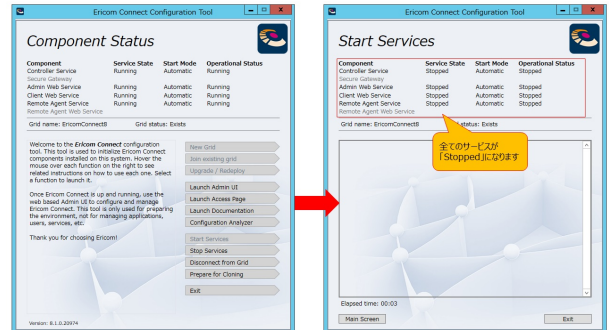 Ericom Connect Configuration Tool
Component Status
Component Service State Start Mode Operational Status
Controller Service Running Automatic Running
Secure Gateway
Admin Web Service Running Automatic Running
Client Web Service Running Automatic Running
Remote Agent Service Running Automatic Running
Remote Agent Web Service
Grid name: EricomConnect8 Grid status: Exists
Welcome to the Ericom Connect configuration
tool. This tool is used to initialize Ericom Connect
components installed on this system. Hover the
mouse over each function on the right to see
related instructions on how to use each one. Select
a function to launch it.
Once Ericom Connect is up and running, use the
web based Admin UI to configure and manage
Ericom Connect. This tool is only used for preparing
the environment, not for managing applications,
users, services, etc.
Thank you for choosing Ericom!
New Grid
Join existing grid
Upgrade / Redeploy
Launch Admin UI
Launch Access Page
Launch Documentation
Configuration Analyzer
Start Services
Stop Services
Disconnect from Grid
Prepare for Cloning
Exit
Version: 8.1.0.20974
Ericom Connect Configuration Tool
Start Services
Component Service State Start Mode Operational Status
Controller Service Stopped Automatic Stopped
Secure Gateway
Admin Web Service Stopped Automatic Stopped
Client Web Service Stopped Automatic Stopped
Remote Agent Service Stopped Automatic Stopped
Remote Agent Web Service
Grid name: EricomConnect8 status: Exists
全てのサービスが
「Stopped」になります
Elapsed time: 00:03
Main Screen
Exit